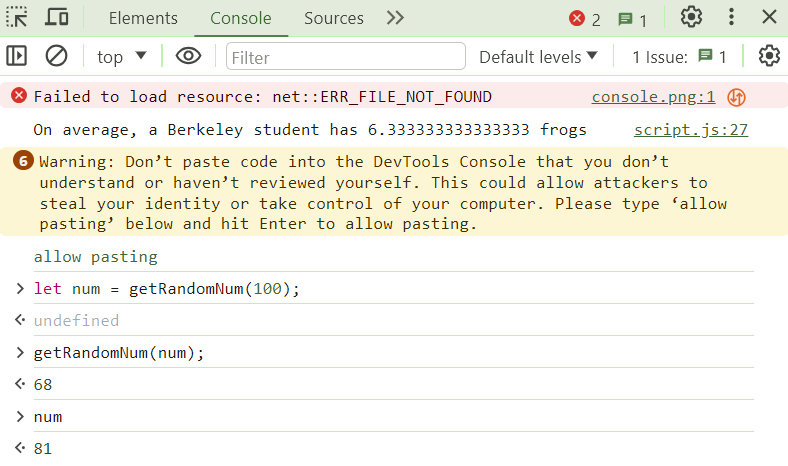 Elements Console Sources 2 1
top Filter Default levels 1 Issue: 1
Failed to load resource: net::ERR_FILE_NOT_FOUND console.png:1
On average, a Berkeley student has 6.333333333333333 frogs script.js:27
6 Warning: Don’t paste code into the DevTools Console that you don’t
understand or haven’t reviewed yourself. This could allow attackers to
steal your identity or take control of your computer. Please type ‘allow
pasting’ below and hit Enter to allow pasting.
allow pasting
let num = getRandomNum(100);
undefined
getRandomNum(num);
68
num
81